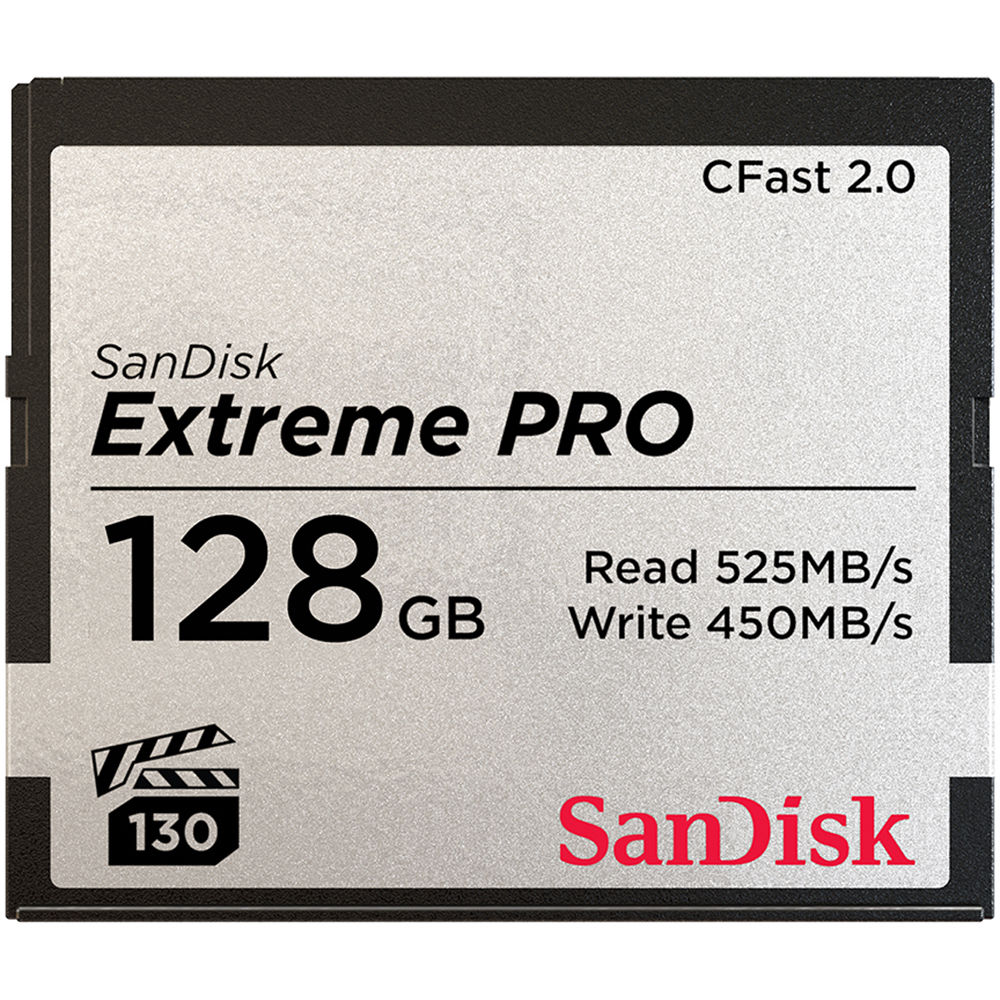 CFast 2.0
SanDisk
Extreme PRO
128 GB
Read 525MB/s
Write 450MB/s
130
SanDisk